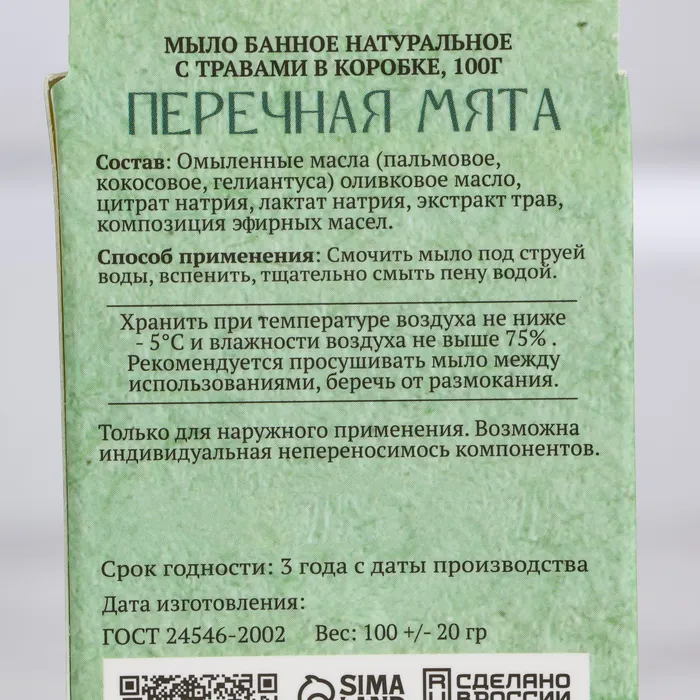 МЫЛО БАННОЕ НАТУРАЛЬНОЕ
С ТРАВАМИ В КОРОБКЕ, 100Г
ПЕРЕЧНАЯ МЯТА
Состав: Омыленные масла (пальмовое,
кокосовое, гелиантуса) оливковое масло,
цитрат натрия, лактат натрия, экстракт трав,
композиция эфирных масел.
Способ применения: Смочить мыло под струей
воды, вспенить, тщательно смыть пену водой.
Хранить при температуре воздуха не ниже
- 5°С и влажности воздуха не выше 75% .
Рекомендуется просушивать мыло между
использованиями, беречь от размокания.
Только для наружного применения. Возможна
индивидуальная непереносимось компонентов.
Срок годности: 3 года с даты производства
Дата изготовления:
ГОСТ 24546-2002 Вес: 100 +/- 20 гр
SIMA СДЕЛАНО
LAND В РОССИИ